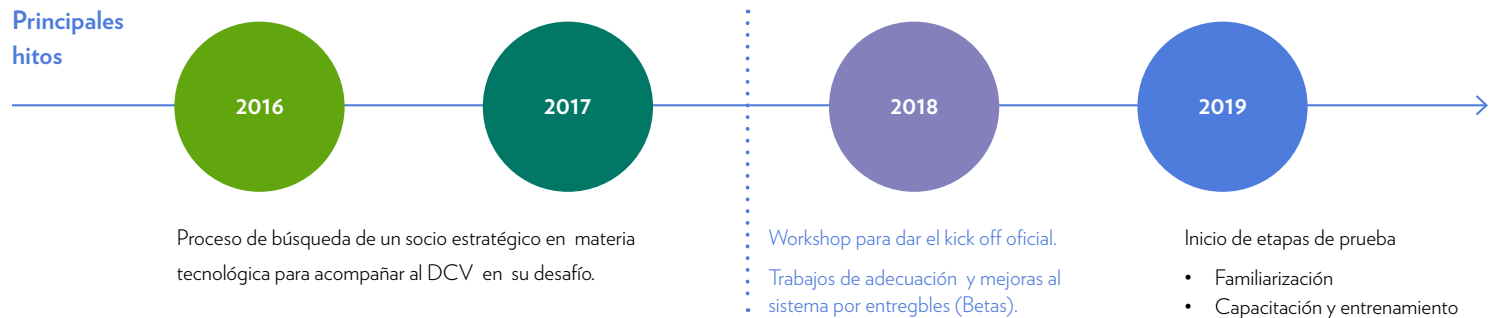 Principales
hitos
2016
2017
2018
2019
Proceso de búsqueda de un socio estratégico en materia
tecnológica para acompañar al DCV en su desafío.
Workshop para dar el kick off oficial.
Trabajos de adecuación y mejoras al
sistema por entregbles (Betas).
Inicio de etapas de prueba
• Familiarización
• Capacitación y entrenamiento